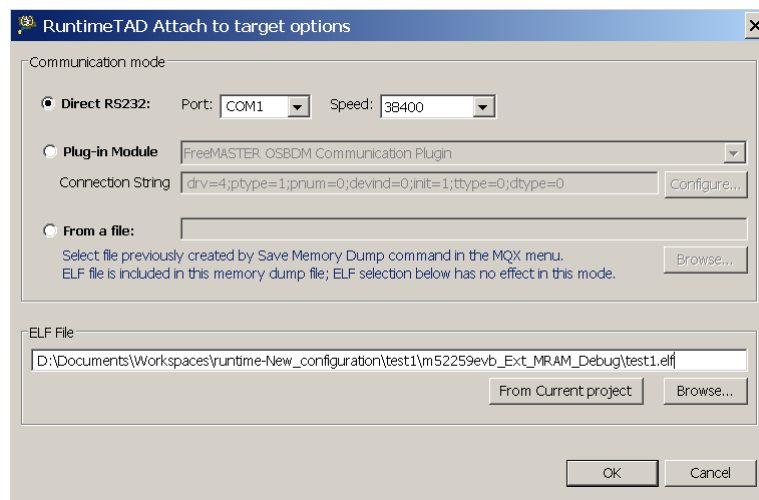 RuntimeTAD Attach to target options
Communication mode
Direct RS232: Port: COM1 Speed: 38400
Plug-in Module FreeMASTER OSBDM Communication Plugin
Connection String drv=4;ptype=1;pnum=0;devind=0;init=1;ttype=0;dtype=0 Configure...
From a file:
Select file previously created by Save Memory Dump command in the MQX menu.
ELF file is included in this memory dump file; ELF selection below has no effect in this mode.
Browse...
ELF File
D:\Documents\Workspaces\runtime-New_configuration\test1\m52259evb_Ext_MRAM_Debug\test1.elf
From Current project Browse...
OK Cancel